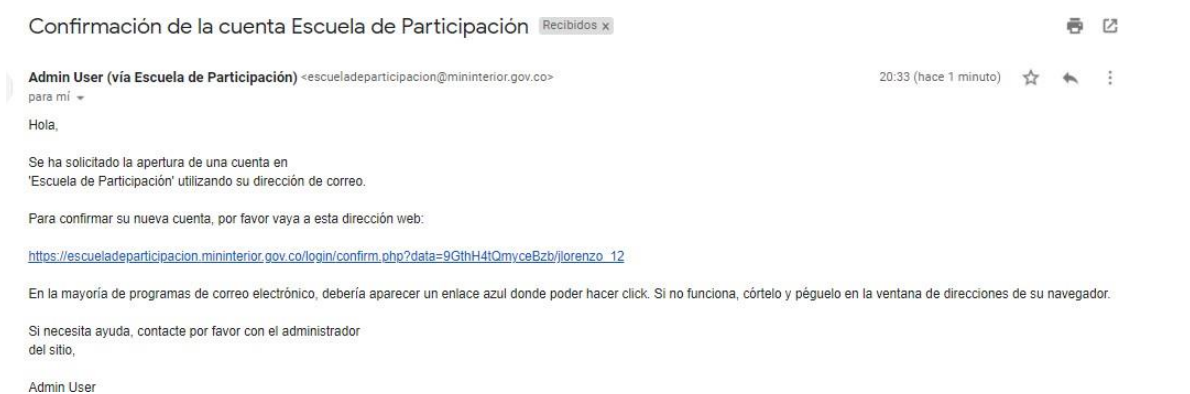 Confirmación de la cuenta Escuela de Participación Recibidos x
Admin User (vía Escuela de Participación) <escueladeparticipacion@mininterior.gov.co> 20:33 (hace 1 minuto)
para mí
Hola,
Se ha solicitado la apertura de una cuenta en
'Escuela de Participación' utilizando su dirección de correo.
Para confirmar su nueva cuenta, por favor vaya a esta dirección web:
https://escueladeparticipacion.mininterior.gov.co/login/confirm.php?data=9GthH4tQmyceBzb/jlorenzo_12
En la mayoría de programas de correo electrónico, debería aparecer un enlace azul donde poder hacer click. Si no funciona, córtelo y péguelo en la ventana de direcciones de su navegador.
Si necesita ayuda, contacte por favor con el administrador
del sitio,
Admin User